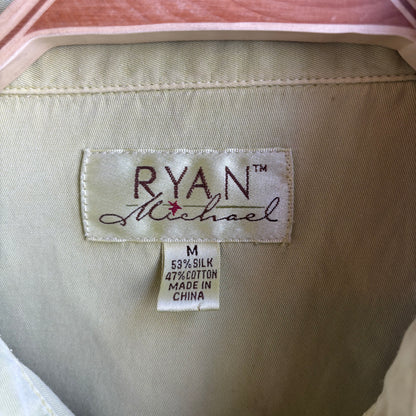 RYAN™
Michael
M
53% SILK
47% COTTON
MADE IN
CHINA